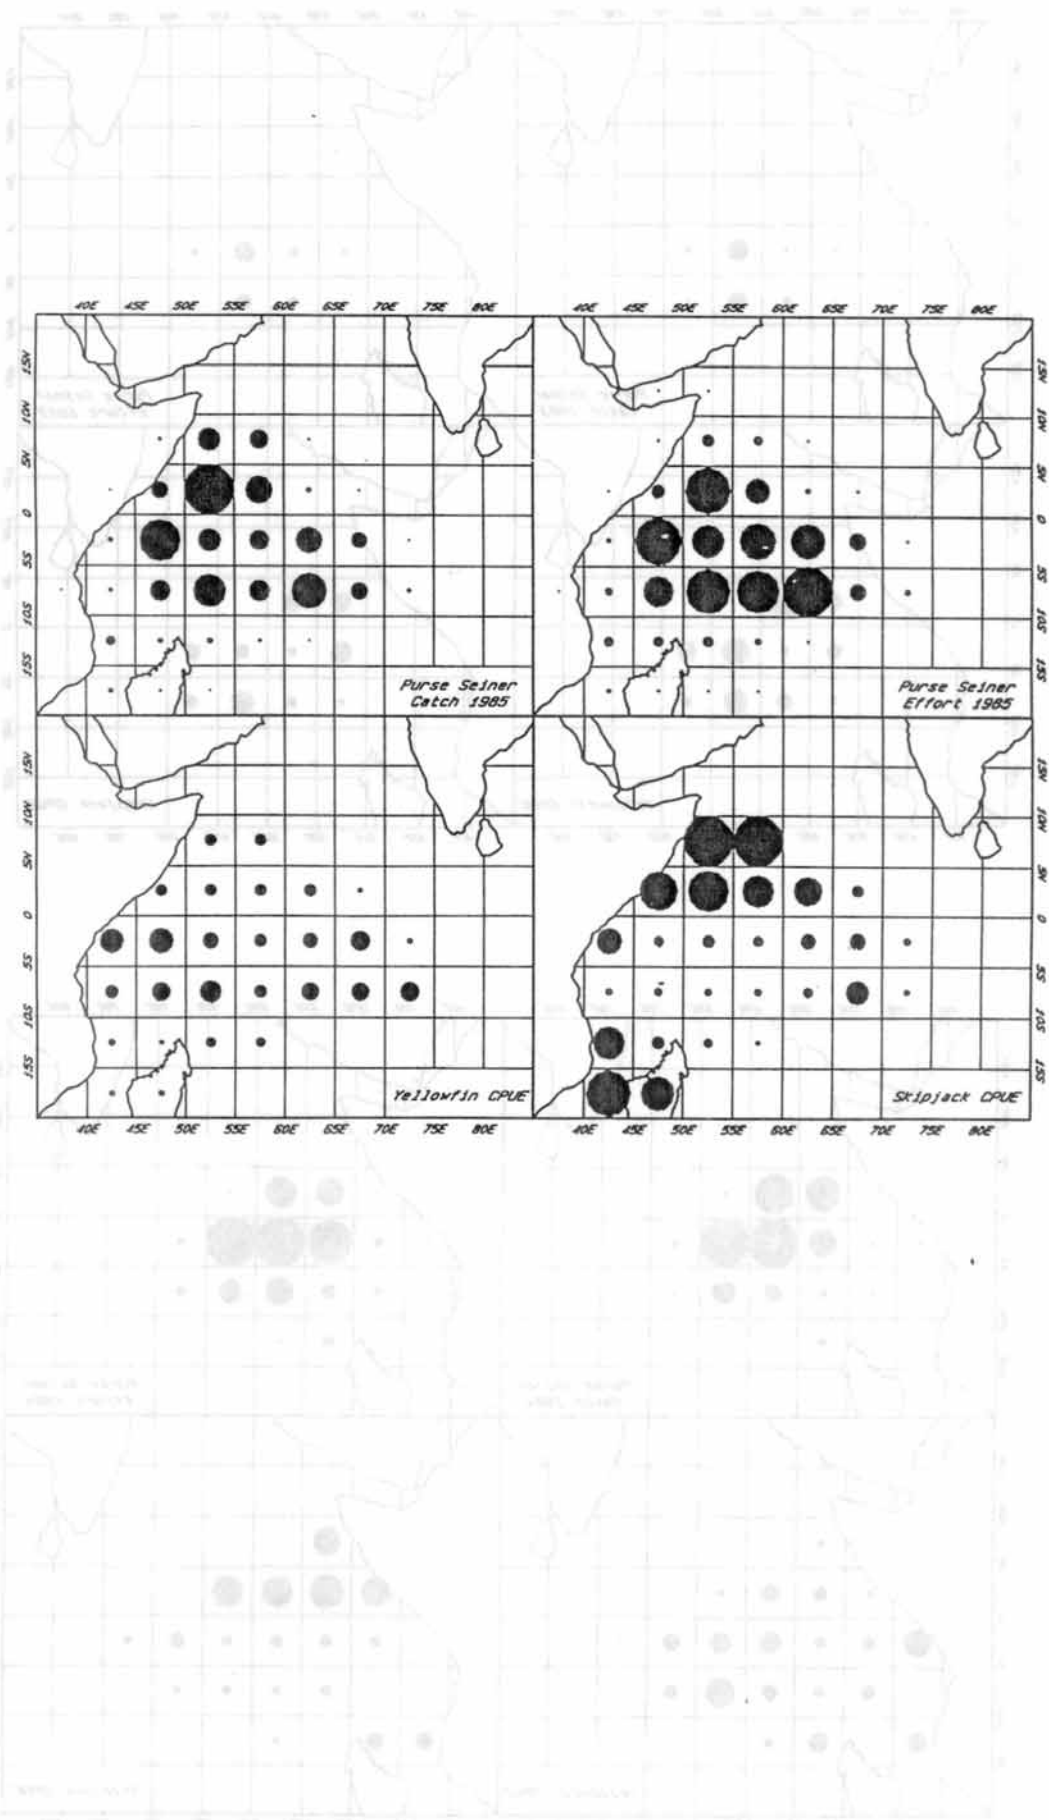 40E 45E 50E 55E 60E 65E 70E 75E 80E
40E 45E 50E 55E 60E 65E 70E 75E 80E
15N
10N
5N
0
5S
10S
15S
15N
10N
5N
0
5S
10S
15S
Purse Seiner
Catch 1985
Purse Seiner
Effort 1985
15N
10N
5N
0
5S
10S
15S
15N
10N
5N
0
5S
10S
15S
Yellowfin CPUE
Skipjack CPUE
40E 45E 50E 55E 60E 65E 70E 75E 80E
40E 45E 50E 55E 60E 65E 70E 75E 80E